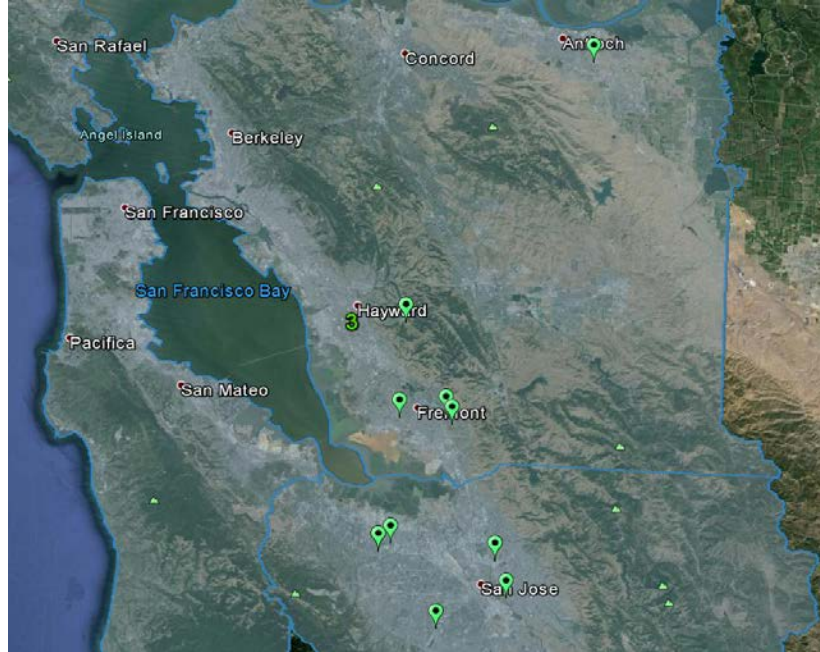 San Rafael
Concord
Antioch
Angel Island
Berkeley
San Francisco
San Francisco Bay
Hayward
3
Pacifica
San Mateo
Fremont
San Jose